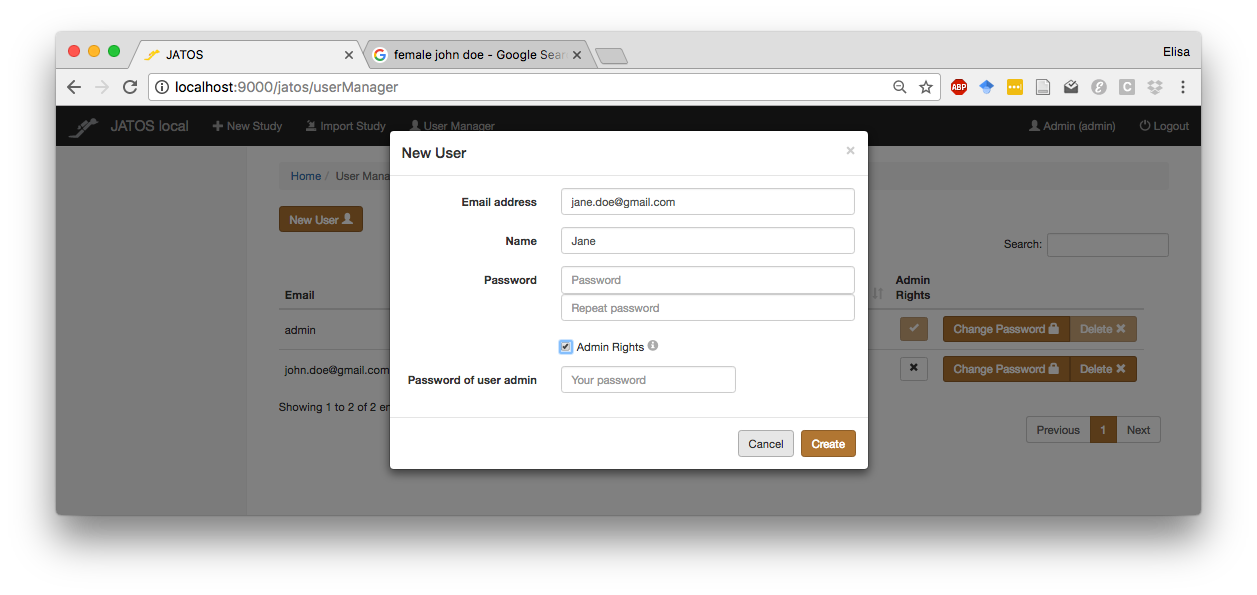 JATOS
female john doe - Google Sear
Elisa
localhost:9000/jatos/userManager
ABP
JATOS local
New Study
Import Study
User Manager
Admin (admin)
Logout
New User
×
Home / User Mana
New User
Search:
Email address
jane.doe@gmail.com
Name
Jane
Password
Password
Repeat password
Email
Admin Rights
admin
Change Password
Delete
Admin Rights
john.doe@gmail.com
Change Password
Delete
Password of user admin
Your password
Showing 1 to 2 of 2 en
Previous
1
Next
Cancel
Create